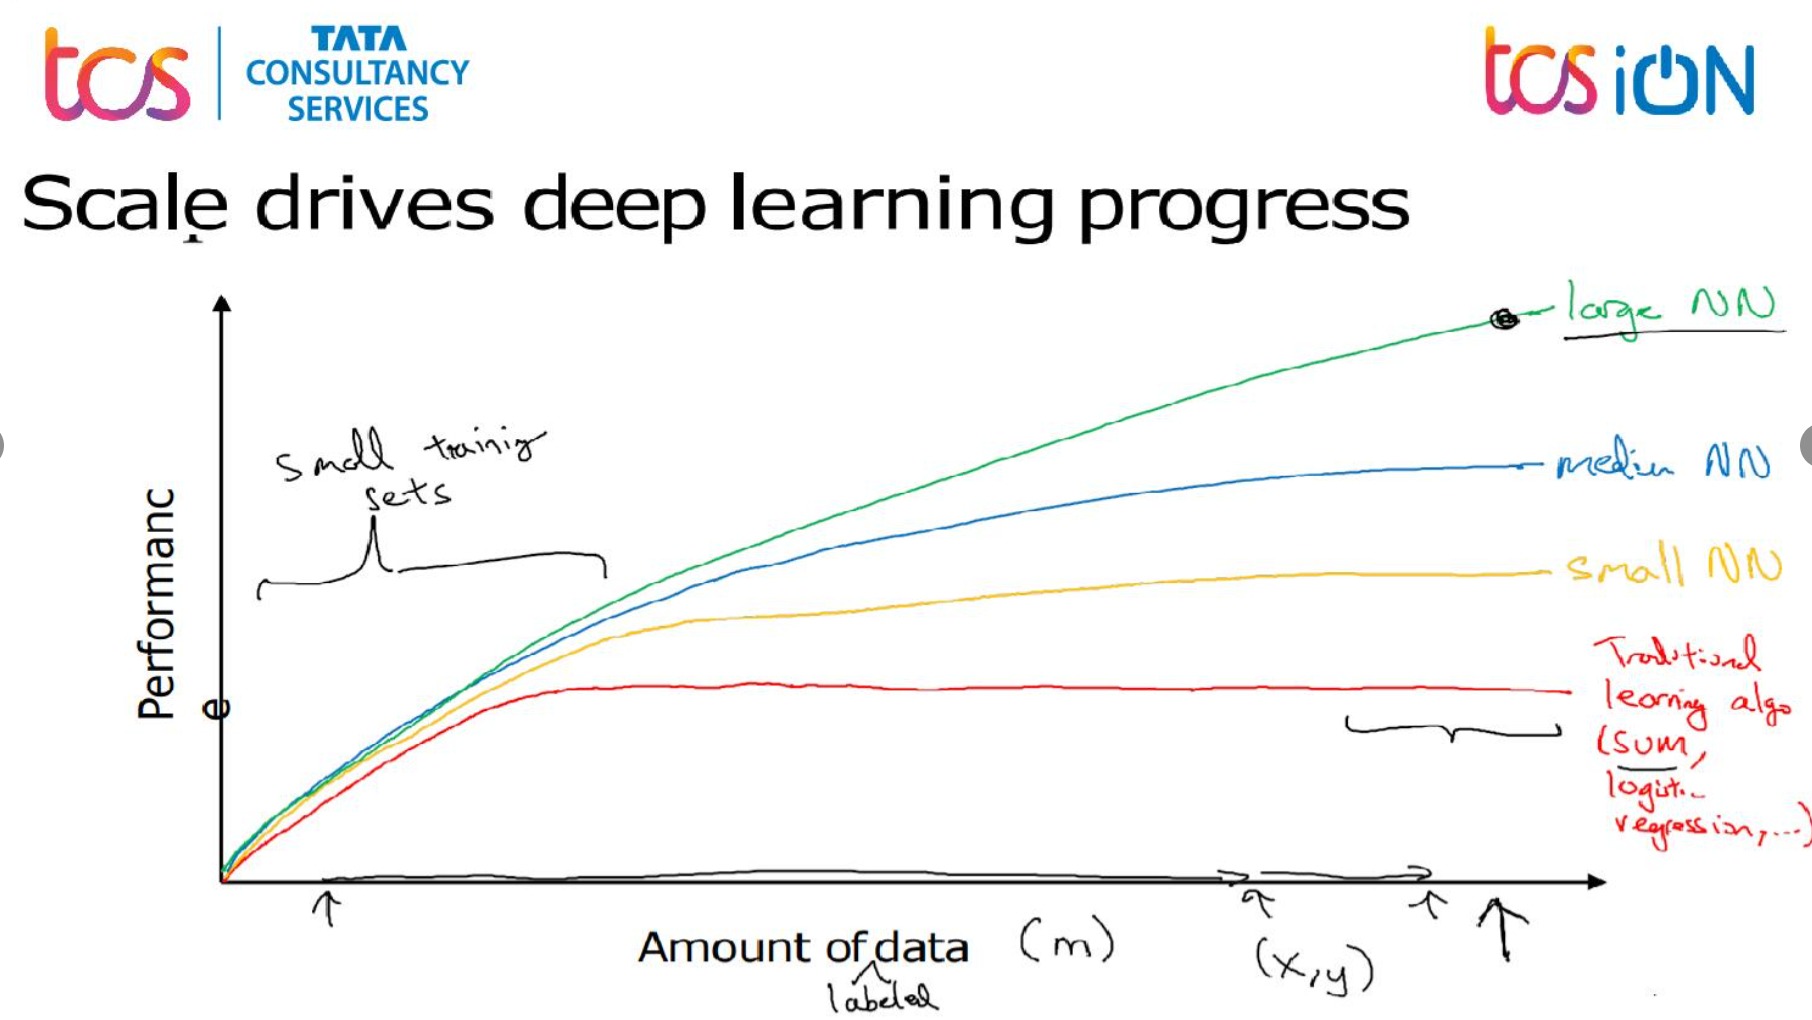 tcs
TATA
CONSULTANCY
SERVICES
tcs iON
Scale drives deep learning progress
large NN
medium NN
small NN
Traditional
learning algo
(SVM,
logistic
regression,...)
small training
sets
Performanc
e
Amount of data (m)
labeled
(x,y)